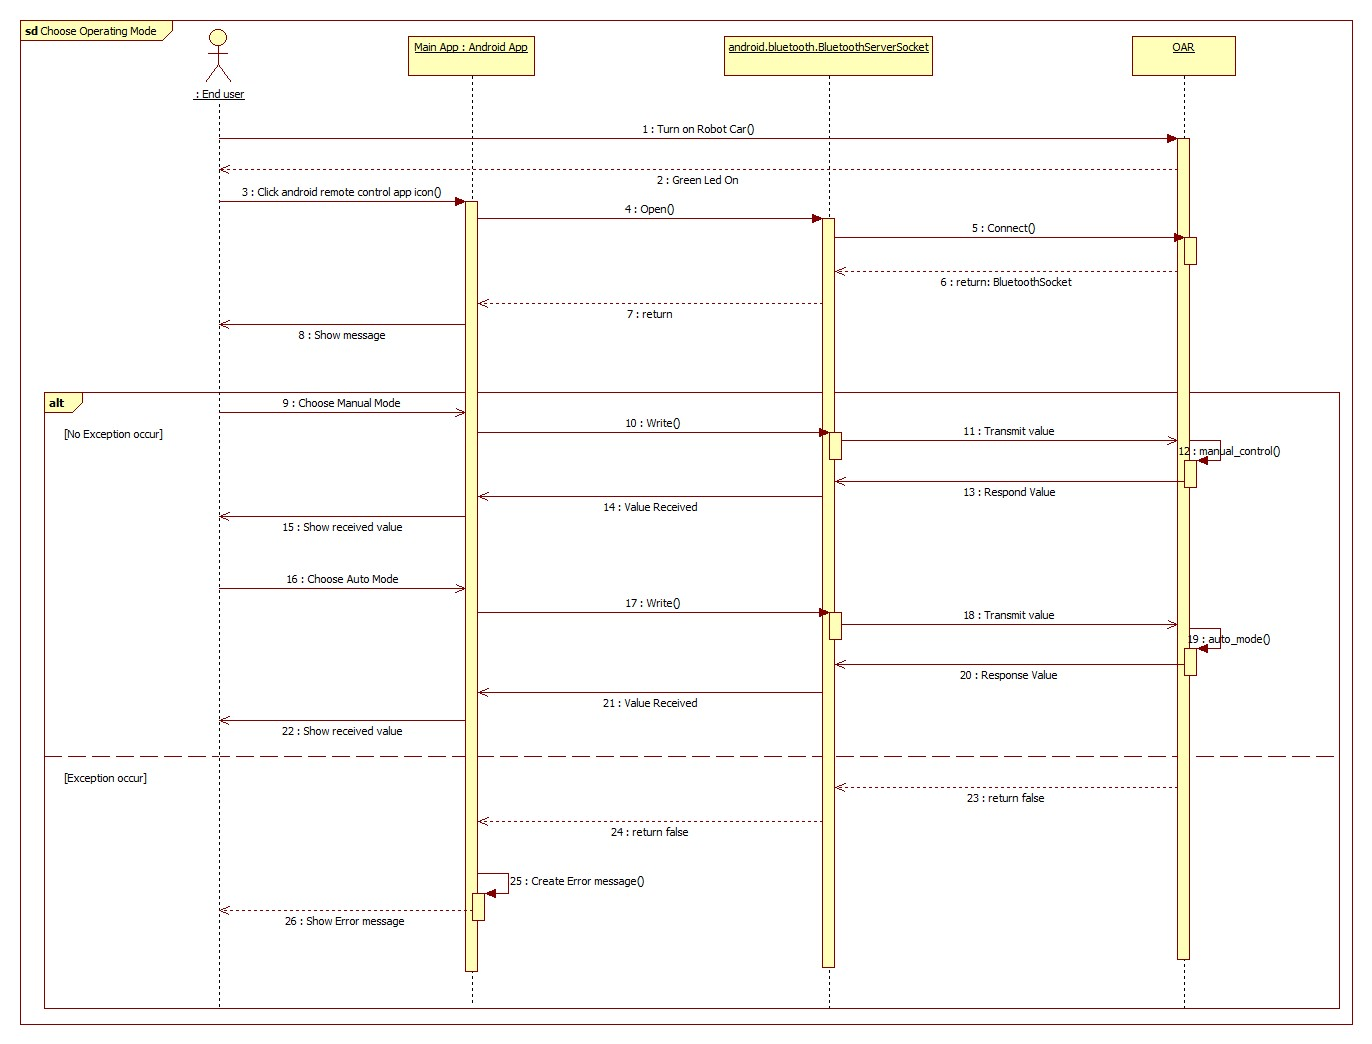 sd Choose Operating Mode
: End user
Main App : Android App
android.bluetooth.BluetoothServerSocket
OAR
1 : Turn on Robot Car()
2 : Green Led On
3 : Click android remote control app icon()
4 : Open()
5 : Connect()
6 : return: BluetoothSocket
7 : return
8 : Show message
alt
9 : Choose Manual Mode
[No Exception occur]
10 : Write()
11 : Transmit value
12 : manual_control()
13 : Respond Value
14 : Value Received
15 : Show received value
16 : Choose Auto Mode
17 : Write()
18 : Transmit value
19 : auto_mode()
20 : Response Value
21 : Value Received
22 : Show received value
[Exception occur]
23 : return false
24 : return false
25 : Create Error message()
26 : Show Error message